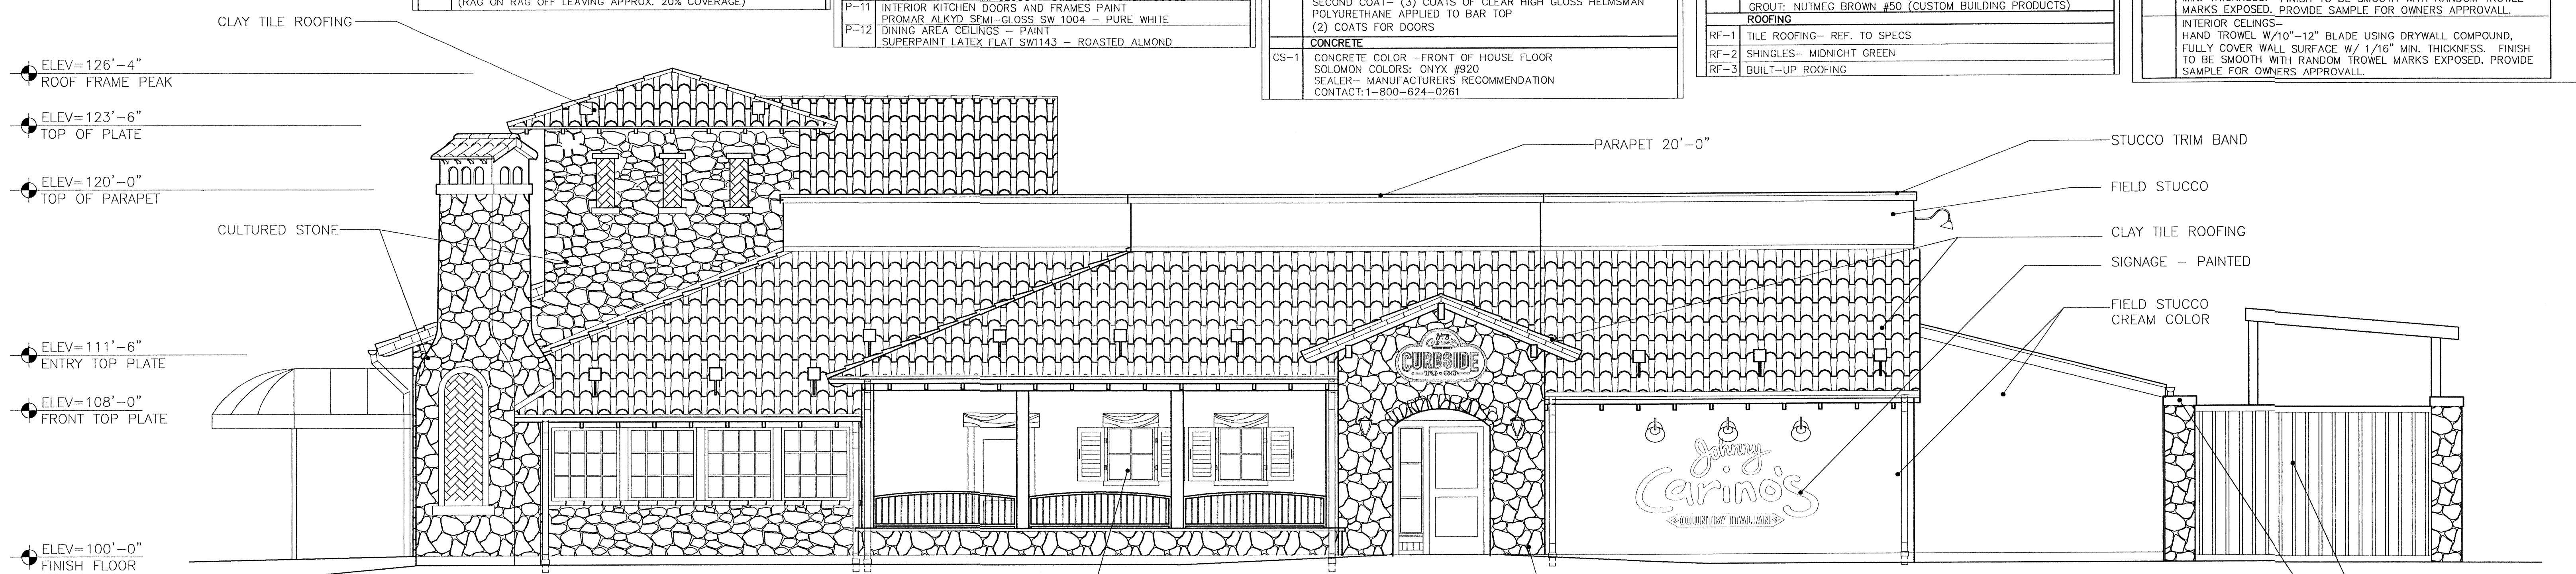 (RAG ON RAG OFF LEAVING APPROX. 20% COVERAGE)
P-11 INTERIOR KITCHEN DOORS AND FRAMES PAINT
PROMAR ALKYD SEMI-GLOSS SW 1004 - PURE WHITE
P-12 DINING AREA CEILINGS - PAINT
SUPERPAINT LATEX FLAT SW1143 - ROASTED ALMOND
SECOND COAT- (3) COATS OF CLEAR HIGH GLOSS HELMSMAN
POLYURETHANE APPLIED TO BAR TOP
(2) COATS FOR DOORS
CONCRETE
CS-1 CONCRETE COLOR -FRONT OF HOUSE FLOOR
SOLOMON COLORS: ONYX #920
SEALER- MANUFACTURERS RECOMMENDATION
CONTACT:1-800-624-0261
GROUT: NUTMEG BROWN #50 (CUSTOM BUILDING PRODUCTS)
ROOFING
RF-1 TILE ROOFING- REF. TO SPECS
RF-2 SHINGLES- MIDNIGHT GREEN
RF-3 BUILT-UP ROOFING
MARKS EXPOSED. PROVIDE SAMPLE FOR OWNERS APPROVALL.
INTERIOR CELINGS-
HAND TROWEL W/10"-12" BLADE USING DRYWALL COMPOUND,
FULLY COVER WALL SURFACE W/ 1/16" MIN. THICKNESS. FINISH
TO BE SMOOTH WITH RANDOM TROWEL MARKS EXPOSED. PROVIDE
SAMPLE FOR OWNERS APPROVALL.
CLAY TILE ROOFING
ELEV=126'-4"
ROOF FRAME PEAK
ELEV=123'-6"
TOP OF PLATE
ELEV=120'-0"
TOP OF PARAPET
CULTURED STONE
ELEV=111'-6"
ENTRY TOP PLATE
ELEV=108'-0"
FRONT TOP PLATE
ELEV=100'-0"
FINISH FLOOR
PARAPET 20'-0"
STUCCO TRIM BAND
FIELD STUCCO
CLAY TILE ROOFING
SIGNAGE - PAINTED
FIELD STUCCO
CREAM COLOR
CURBSIDE
Johnny
Carino's
COUNTRY ITALIAN